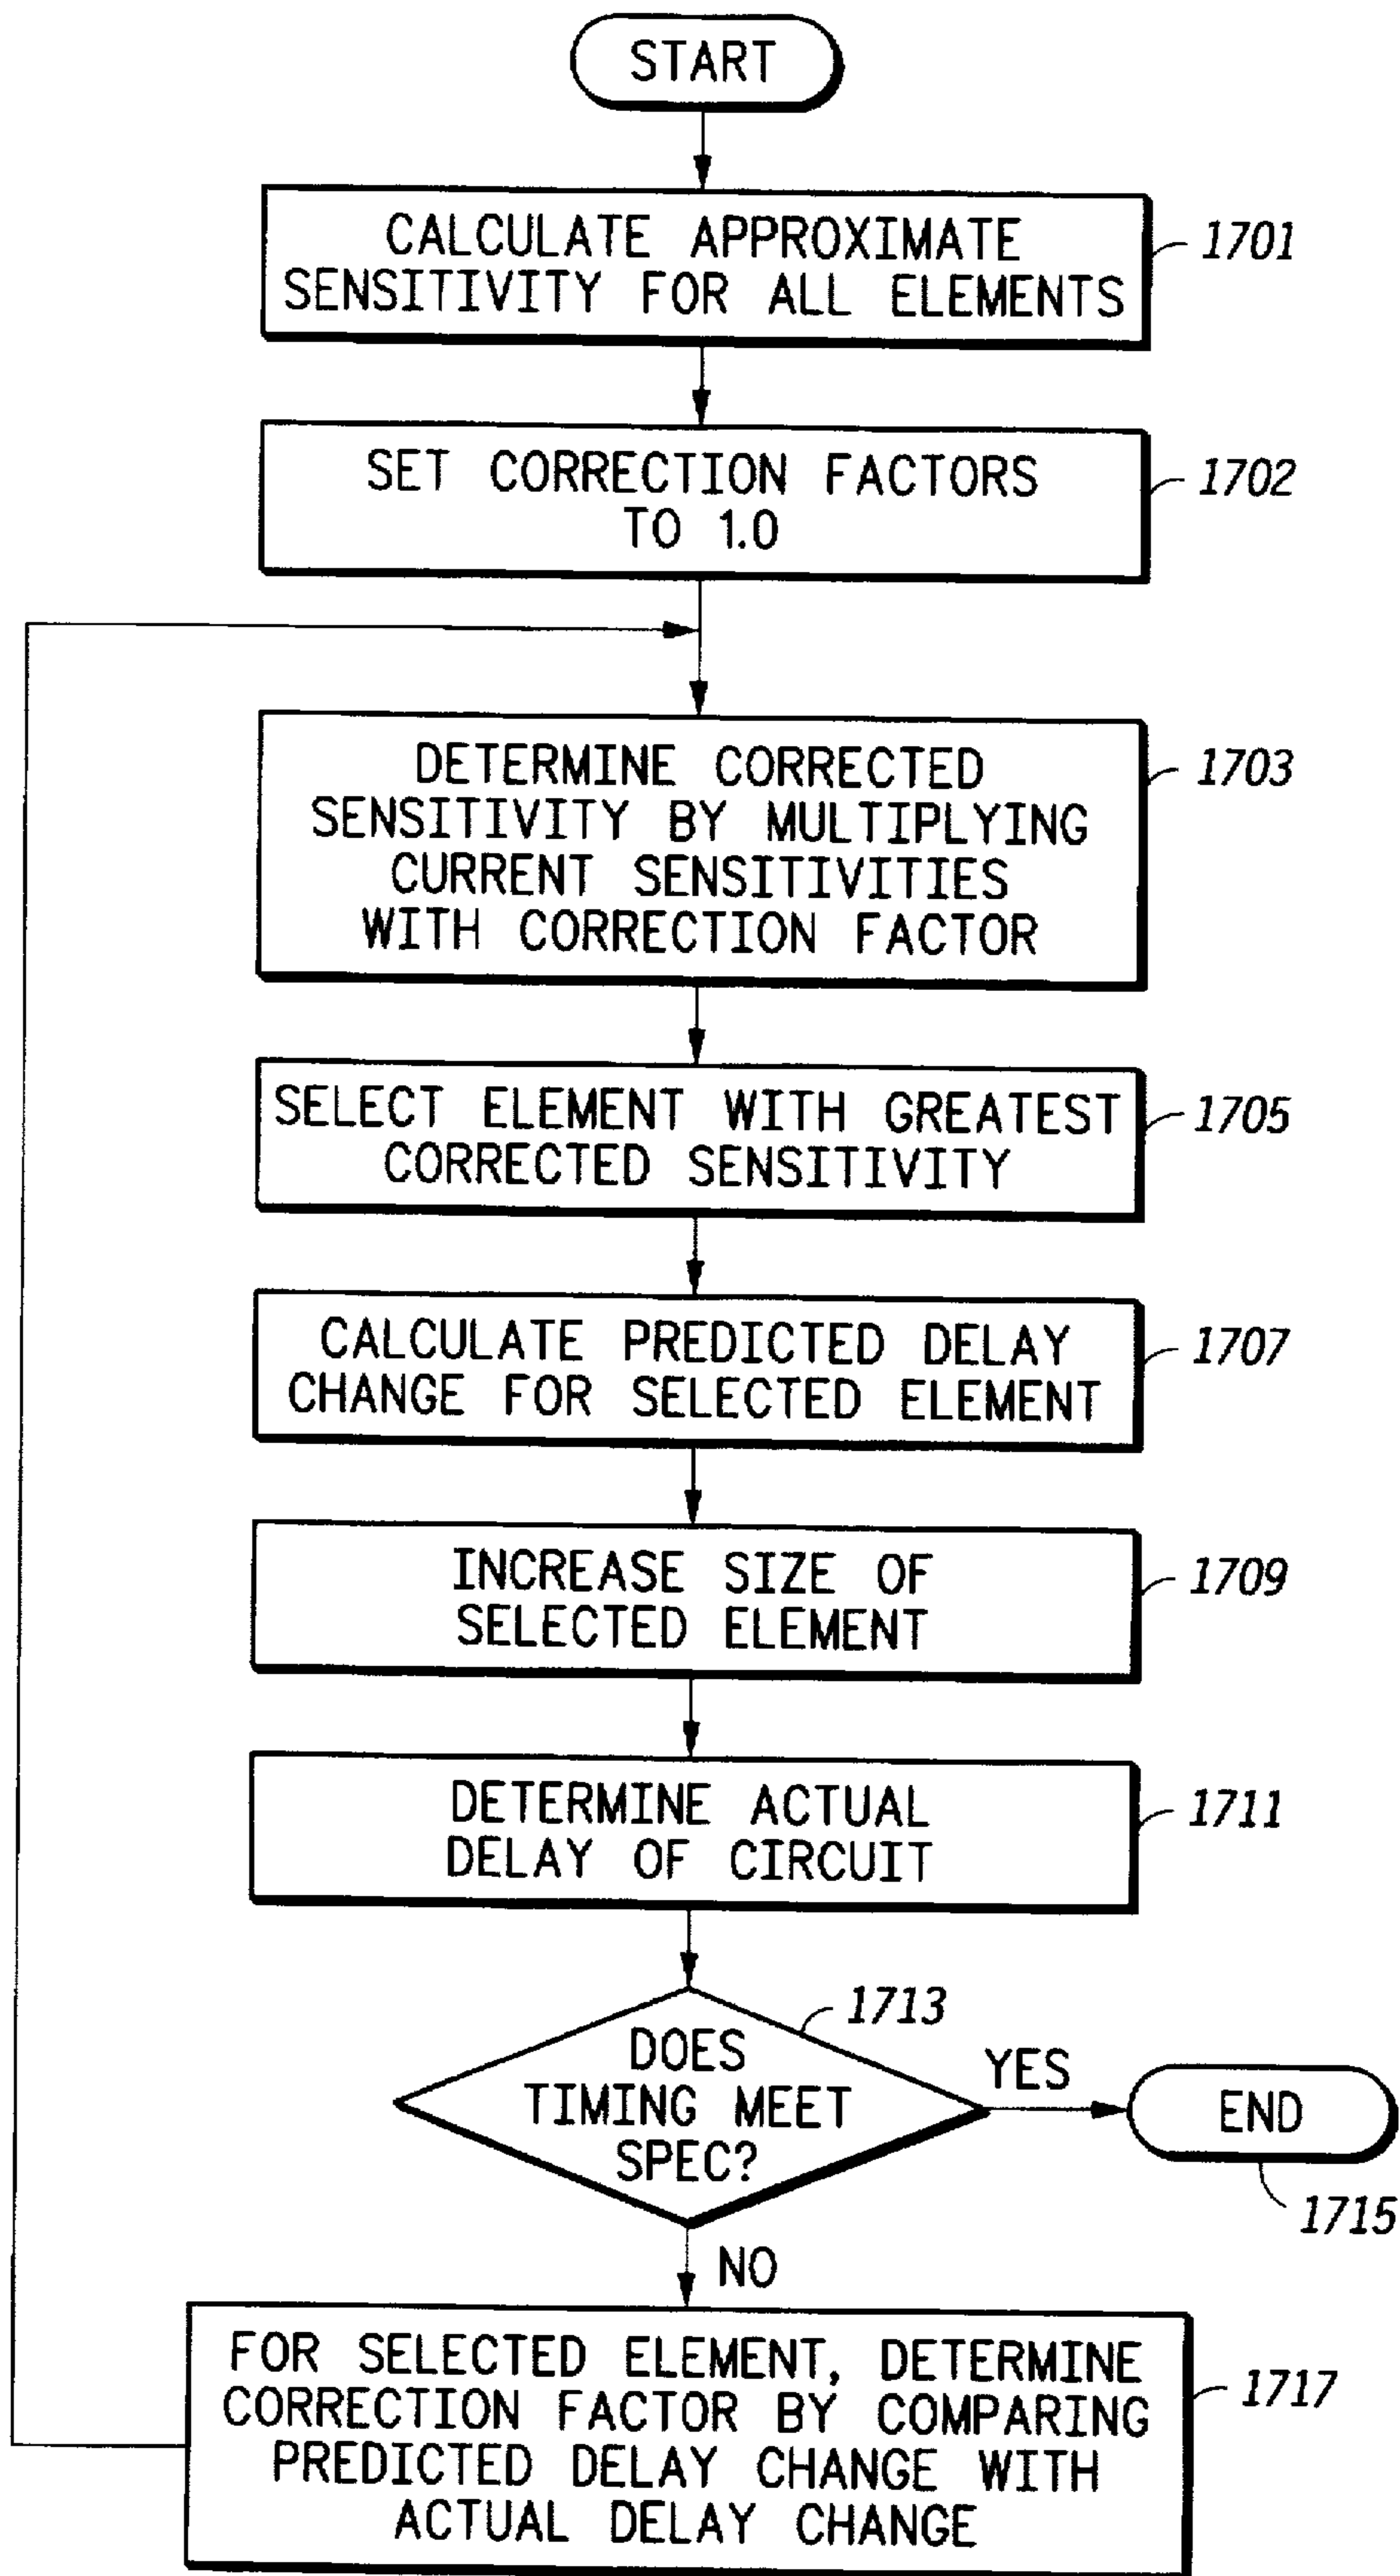 START
CALCULATE APPROXIMATE
SENSITIVITY FOR ALL ELEMENTS
1701
SET CORRECTION FACTORS
TO 1.0
1702
DETERMINE CORRECTED
SENSITIVITY BY MULTIPLYING
CURRENT SENSITIVITIES
WITH CORRECTION FACTOR
1703
SELECT ELEMENT WITH GREATEST
CORRECTED SENSITIVITY
1705
CALCULATE PREDICTED DELAY
CHANGE FOR SELECTED ELEMENT
1707
INCREASE SIZE OF
SELECTED ELEMENT
1709
DETERMINE ACTUAL
DELAY OF CIRCUIT
1711
DOES
TIMING MEET
SPEC?
1713
YES
END
1715
NO
FOR SELECTED ELEMENT, DETERMINE
CORRECTION FACTOR BY COMPARING
PREDICTED DELAY CHANGE WITH
ACTUAL DELAY CHANGE
1717